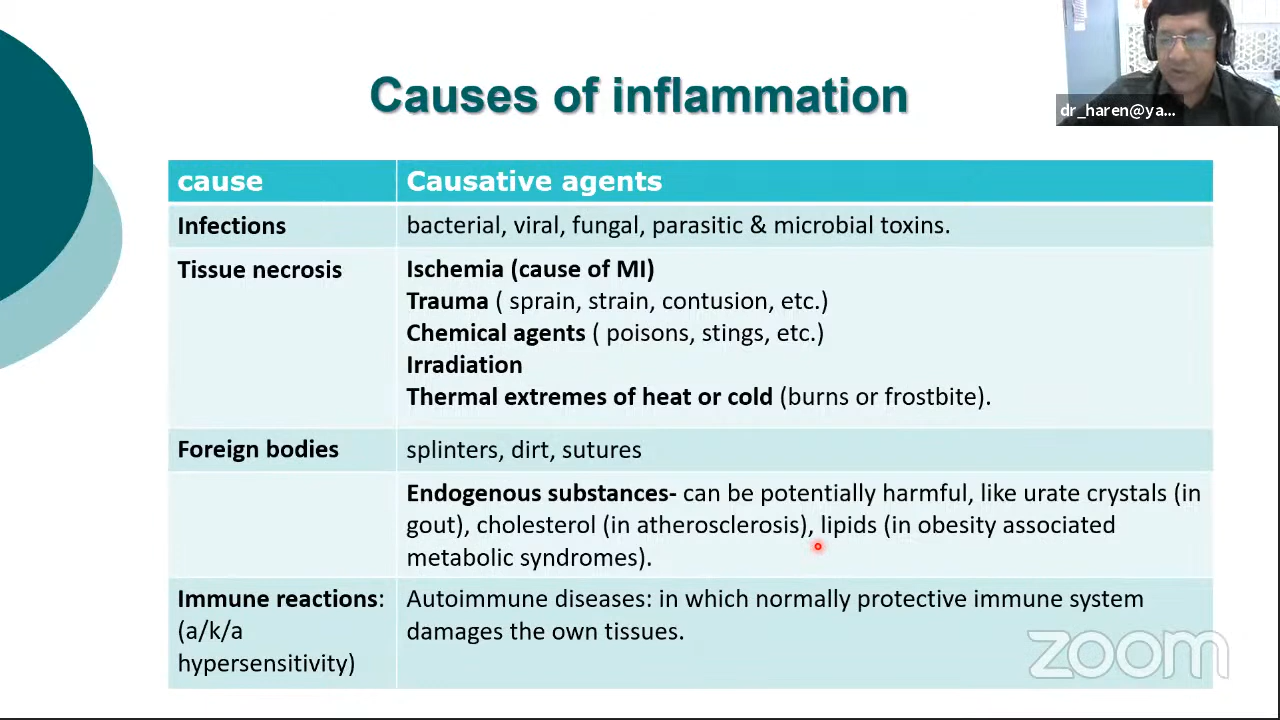 Causes of inflammation
dr_haren@ya...
cause
Causative agents
Infections
bacterial, viral, fungal, parasitic & microbial toxins.
Tissue necrosis
Ischemia (cause of MI)
Trauma ( sprain, strain, contusion, etc.)
Chemical agents ( poisons, stings, etc.)
Irradiation
Thermal extremes of heat or cold (burns or frostbite).
Foreign bodies
splinters, dirt, sutures
Endogenous substances- can be potentially harmful, like urate crystals (in
gout), cholesterol (in atherosclerosis), lipids (in obesity associated
metabolic syndromes).
Immune reactions:
(a/k/a
hypersensitivity)
Autoimmune diseases: in which normally protective immune system
damages the own tissues.
zoom